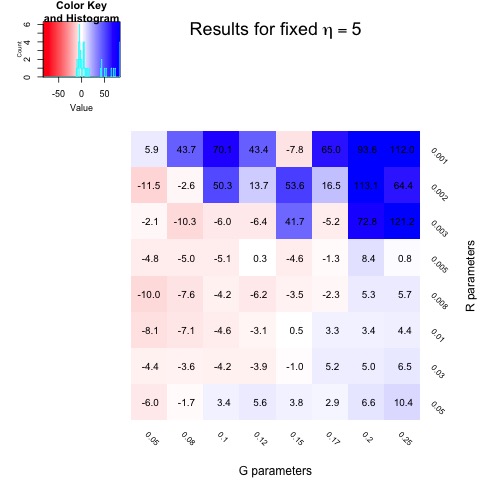 Color Key
and Histogram
Count
0 2 4 6
-50 0 50
Value
Results for fixed η = 5
5.9 43.7 70.1 43.4 -7.8 65.0 112.0 0.001
-11.5 -2.6 50.3 13.7 53.6 16.5 64.4 0.002
-2.1 -10.3 -6.0 -6.4 41.7 -5.2 72.8 121.2 0.003
-4.8 -5.0 -5.1 0.3 -4.6 -1.3 8.4 0.8 0.005
-10.0 -7.6 -4.2 -6.2 -3.5 -2.3 5.3 5.7 0.008
-8.1 -7.1 -4.6 -3.1 0.5 3.3 3.4 4.4 0.01
-4.4 -3.6 -4.2 -3.9 -1.0 5.2 5.0 6.5 0.03
-6.0 -1.7 3.4 5.6 3.8 2.9 6.6 10.4 0.05
0.05 0.08 0.1 0.12 0.15 0.17 0.2 0.25
G parameters
R parameters